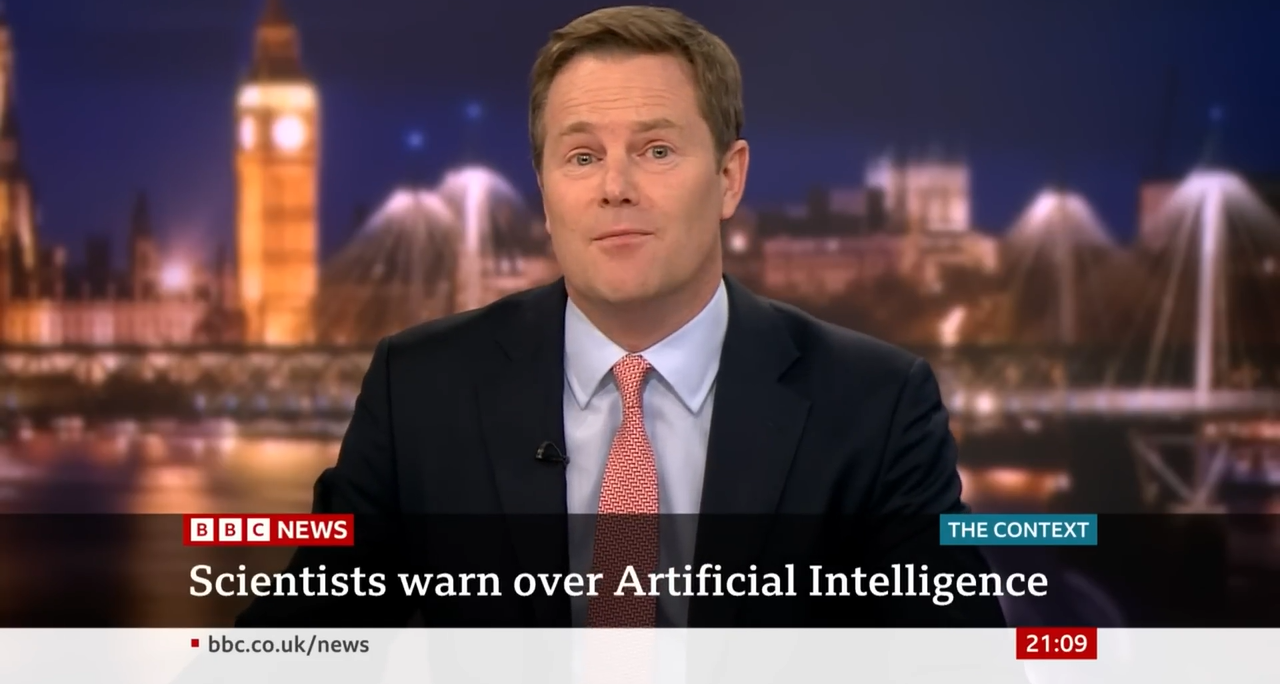 BBC NEWS
THE CONTEXT
Scientists warn over Artificial Intelligence
bbc.co.uk/news
21:09